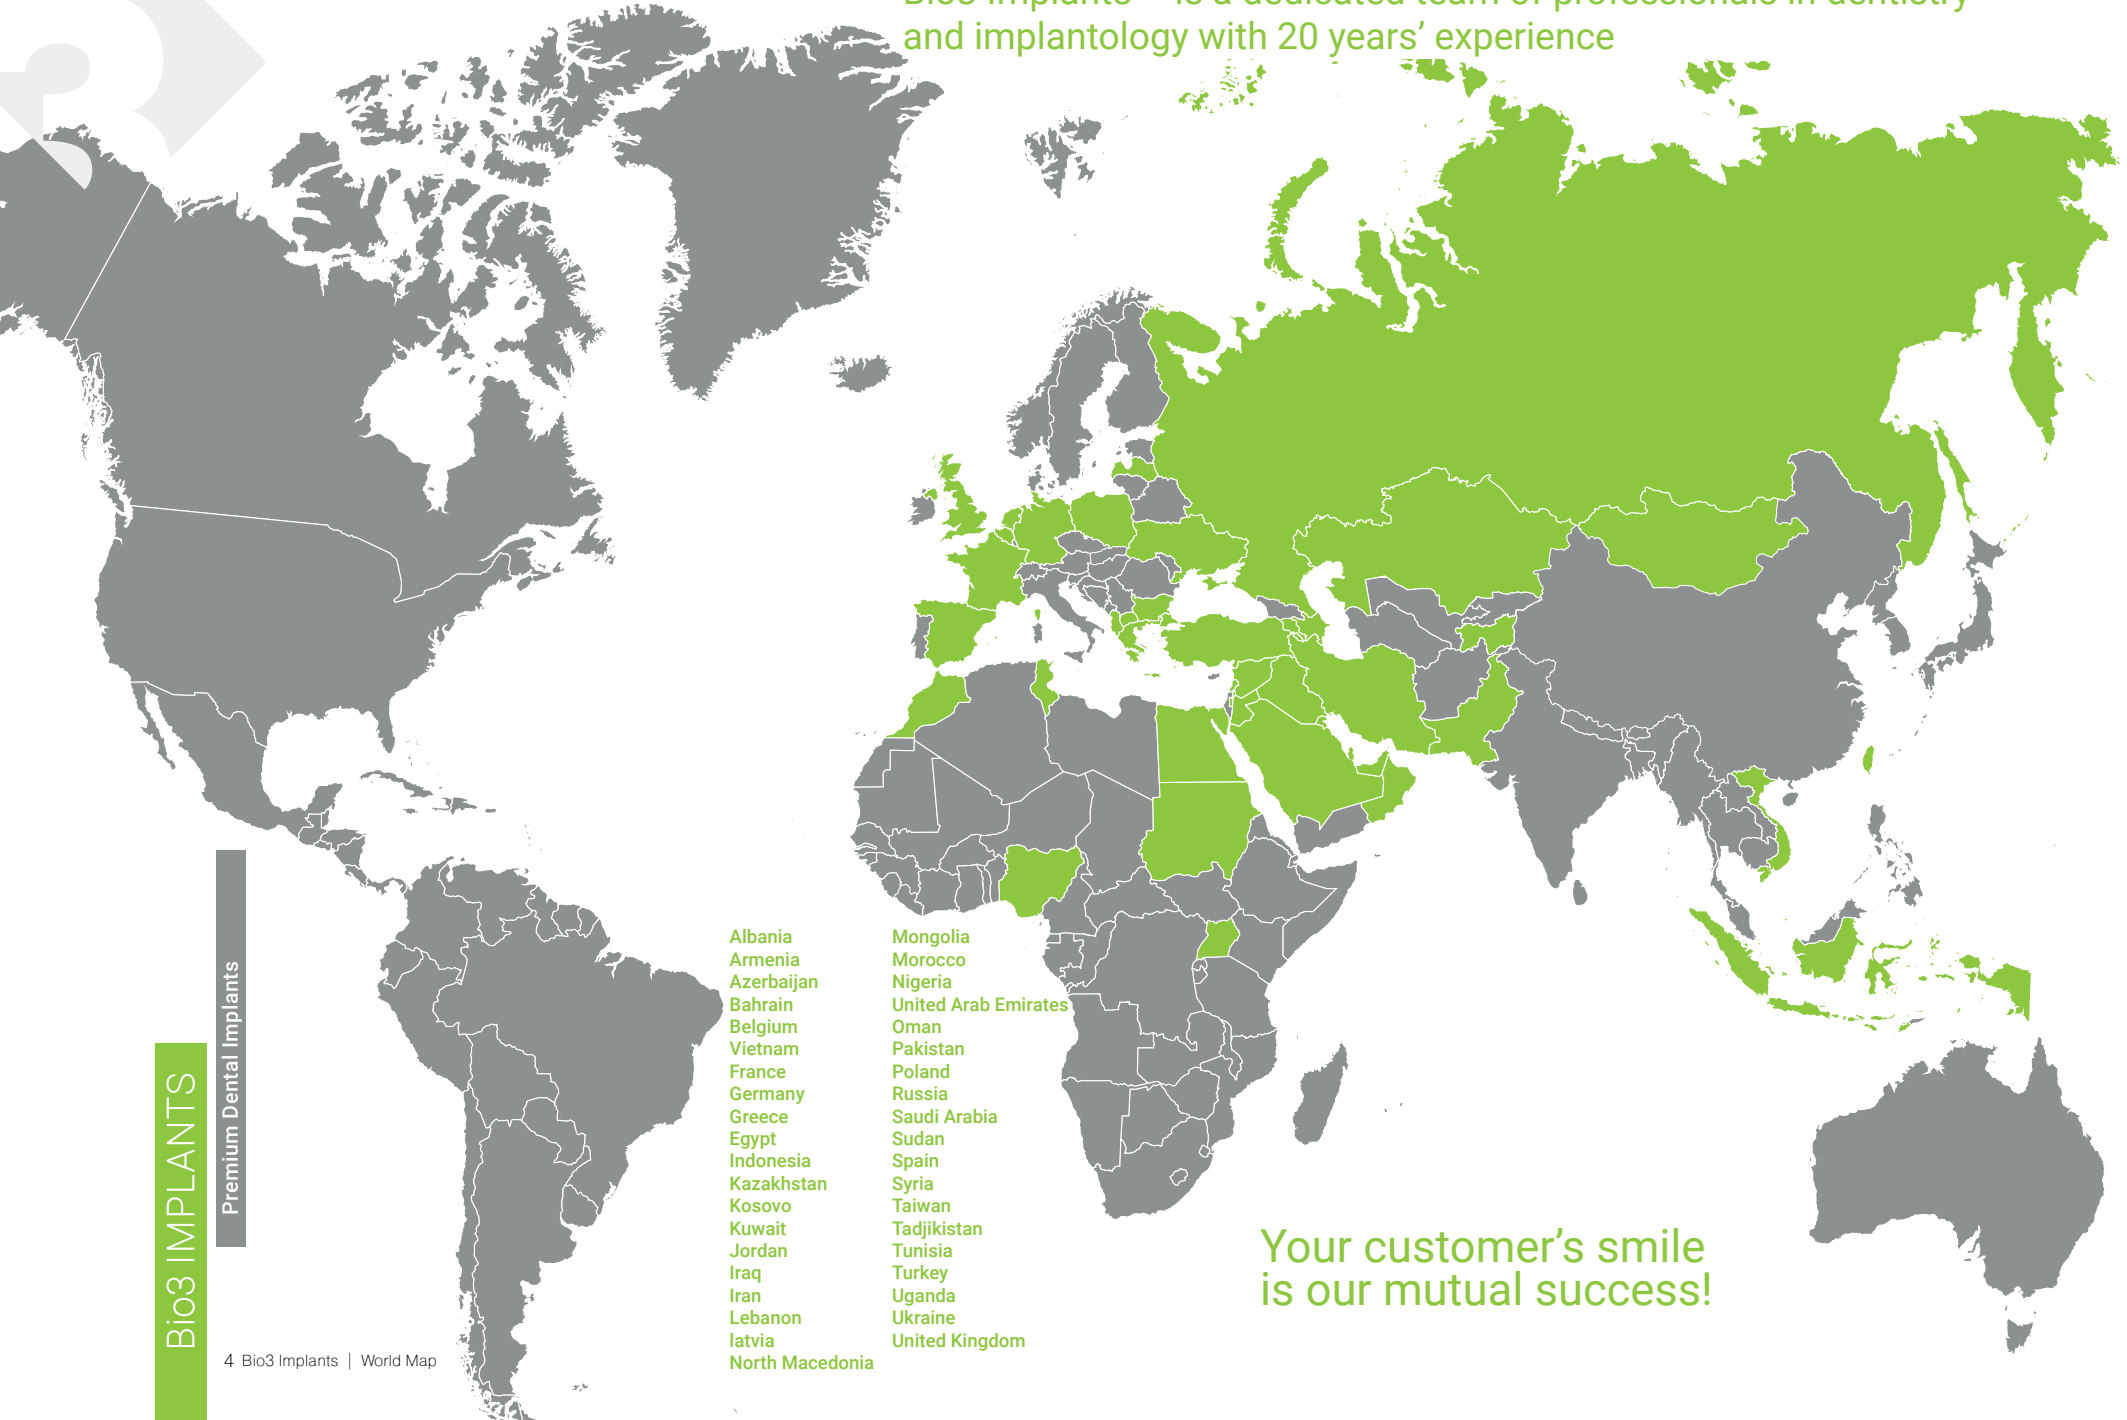 and implantology with 20 years’ experience
Albania
Armenia
Azerbaijan
Bahrain
Belgium
Vietnam
France
Germany
Greece
Egypt
Indonesia
Kazakhstan
Kosovo
Kuwait
Jordan
Iraq
Iran
Lebanon
latvia
North Macedonia
Mongolia
Morocco
Nigeria
United Arab Emirates
Oman
Pakistan
Poland
Russia
Saudi Arabia
Sudan
Spain
Syria
Taiwan
Tadjikistan
Tunisia
Turkey
Uganda
Ukraine
United Kingdom
Your customer’s smile
is our mutual success!
Premium Dental Implants
Bio3 IMPLANTS
4 Bio3 Implants | World Map
3